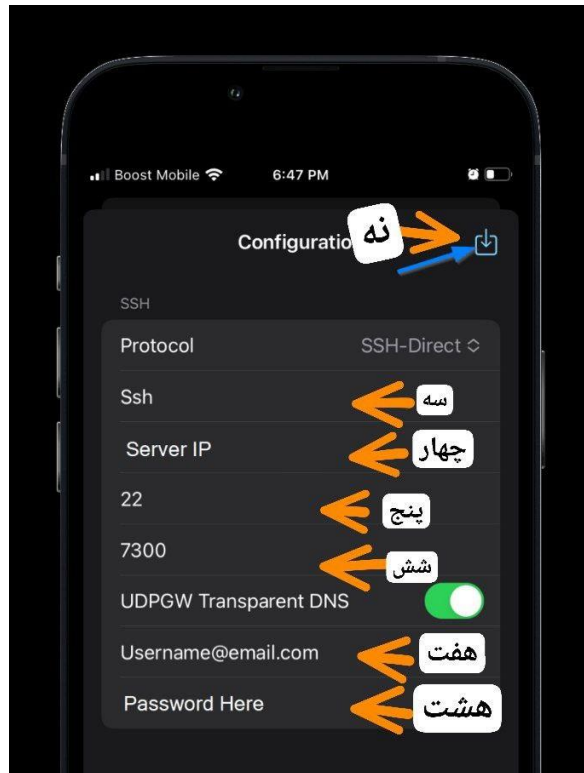 Boost Mobile 6:47 PM
Configuratio نه
SSH
Protocol SSH-Direct
Ssh سه
Server IP چهار
22 پنج
7300 شش
UDPGW Transparent DNS
Username@email.com هفت
Password Here هشت